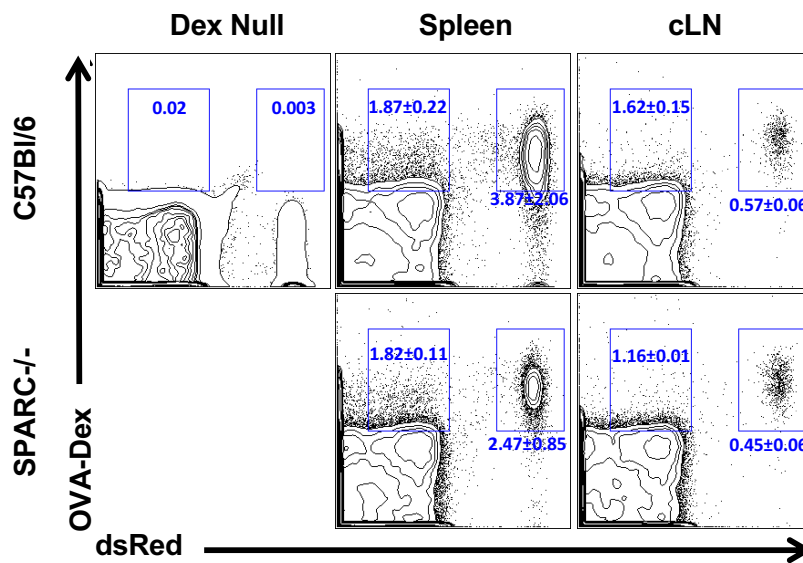 Dex Null Spleen cLN
C57Bl/6
0.02 0.003 1.87±0.22 3.87±2.06 1.62±0.15 0.57±0.06
SPARC-/-
1.82±0.11 2.47±0.85 1.16±0.01 0.45±0.06
OVA-Dex
dsRed